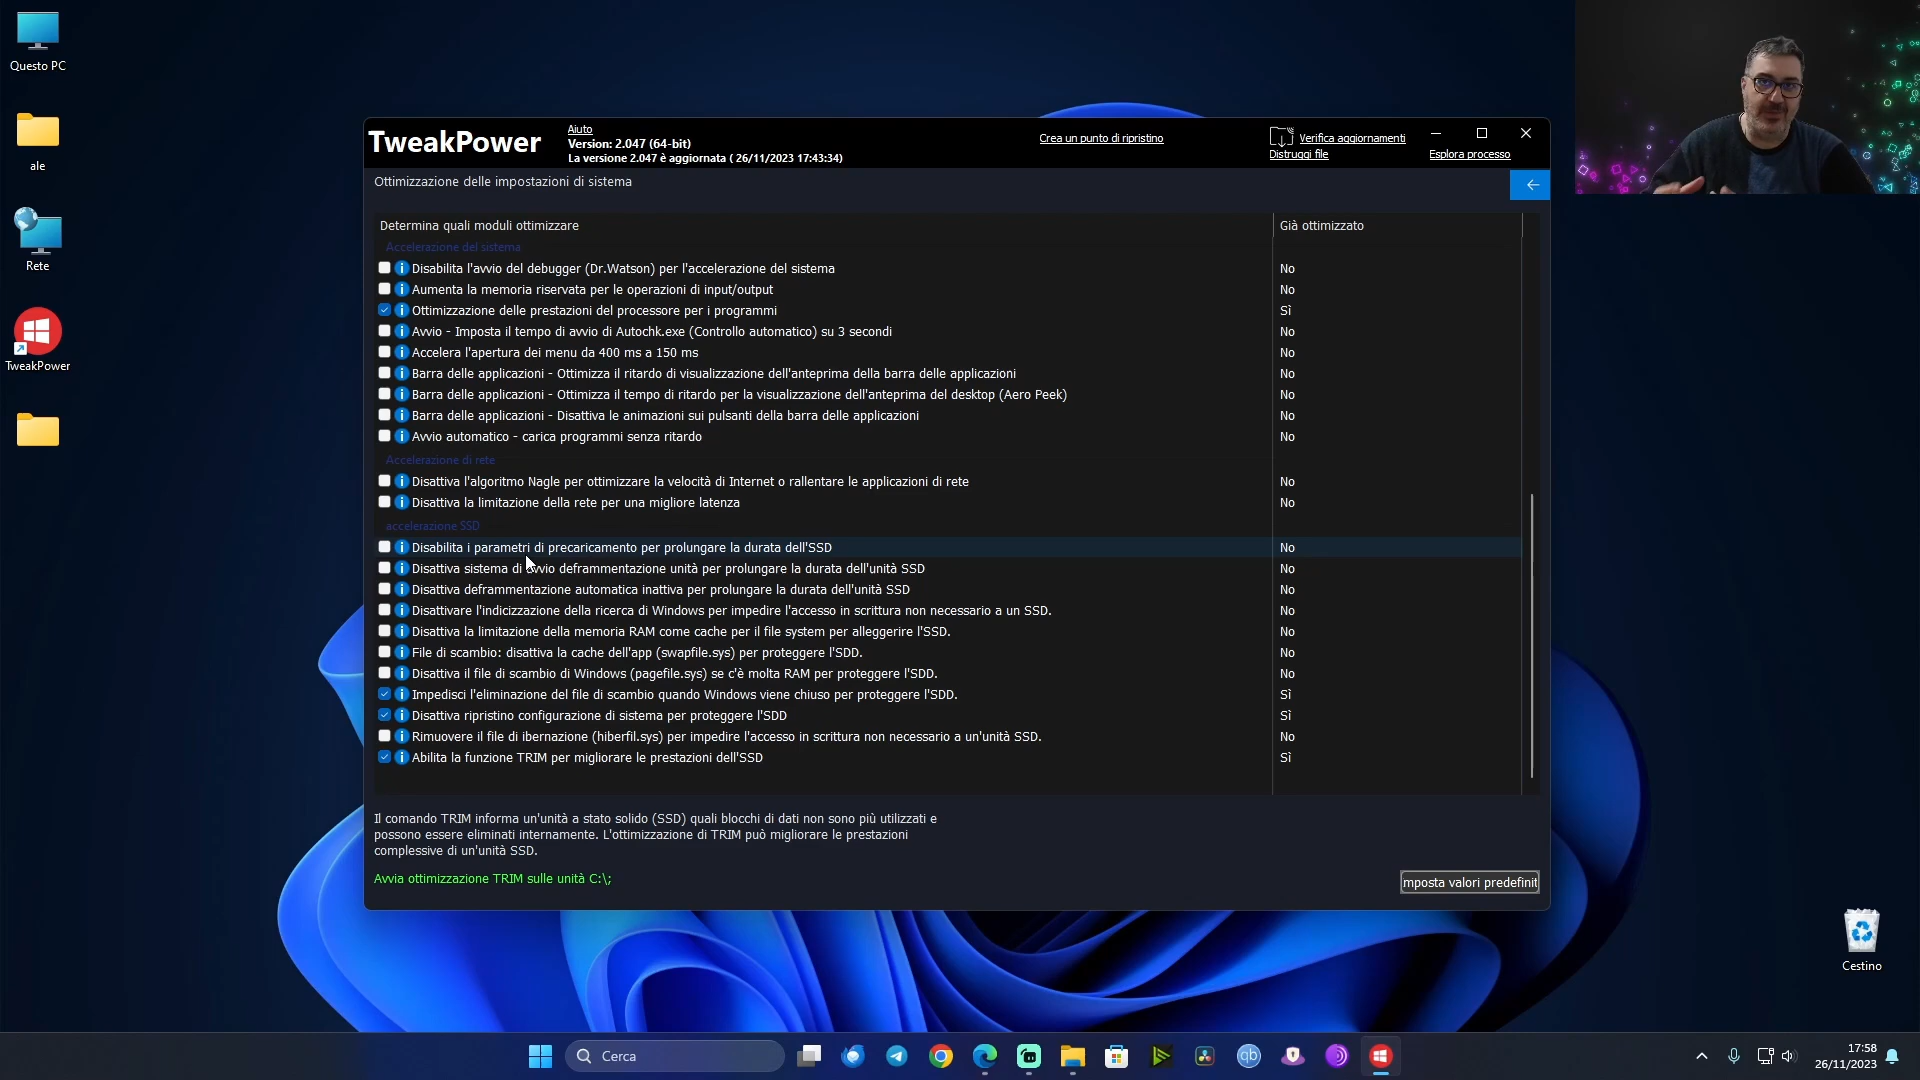 Questo PC
ale
Rete
TweakPower
TweakPower
Aiuto
Version: 2.047 (64-bit)
La versione 2.047 è aggiornata ( 26/11/2023 17:43:34)
Crea un punto di ripristino
Verifica aggiornamenti
Distruggi file
Esplora processo
Ottimizzazione delle impostazioni di sistema
Determina quali moduli ottimizzare
Già ottimizzato
Accelerazione del sistema
Disabilita l'avvio del debugger (Dr.Watson) per l'accelerazione del sistema
No
Aumenta la memoria riservata per le operazioni di input/output
No
Ottimizzazione delle prestazioni del processore per i programmi
Sì
Avvio - Imposta il tempo di avvio di Autochk.exe (Controllo automatico) su 3 secondi
No
Accelera l'apertura dei menu da 400 ms a 150 ms
No
Barra delle applicazioni - Ottimizza il ritardo di visualizzazione dell'anteprima della barra delle applicazioni
No
Barra delle applicazioni - Ottimizza il tempo di ritardo per la visualizzazione dell'anteprima del desktop (Aero Peek)
No
Barra delle applicazioni - Disattiva le animazioni sui pulsanti della barra delle applicazioni
No
Avvio automatico - carica programmi senza ritardo
No
Accelerazione di rete
Disattiva l'algoritmo Nagle per ottimizzare la velocità di Internet o rallentare le applicazioni di rete
No
Disattiva la limitazione della rete per una migliore latenza
No
accelerazione SSD
Disabilita i parametri di precaricamento per prolungare la durata dell'SSD
No
Disattiva sistema di avvio deframmentazione unità per prolungare la durata dell'unità SSD
No
Disattiva deframmentazione automatica inattiva per prolungare la durata dell'unità SSD
No
Disattivare l'indicizzazione della ricerca di Windows per impedire l'accesso in scrittura non necessario a un SSD.
No
Disattiva la limitazione della memoria RAM come cache per il file system per alleggerire l'SSD.
No
File di scambio: disattiva la cache dell'app (swapfile.sys) per proteggere l'SDD.
No
Disattiva il file di scambio di Windows (pagefile.sys) se c'è molta RAM per proteggere l'SDD.
No
Impedisci l'eliminazione del file di scambio quando Windows viene chiuso per proteggere l'SDD.
Sì
Disattiva ripristino configurazione di sistema per proteggere l'SDD
Sì
Rimuovere il file di ibernazione (hiberfil.sys) per impedire l'accesso in scrittura non necessario a un'unità SSD.
No
Abilita la funzione TRIM per migliorare le prestazioni dell'SSD
Sì
Il comando TRIM informa un'unità a stato solido (SSD) quali blocchi di dati non sono più utilizzati e
possono essere eliminati internamente. L'ottimizzazione di TRIM può migliorare le prestazioni
complessive di un'unità SSD.
Avvia ottimizzazione TRIM sulle unità C:\;
mposta valori predefinit
Cestino
Cerca
qb
17:58
26/11/2023